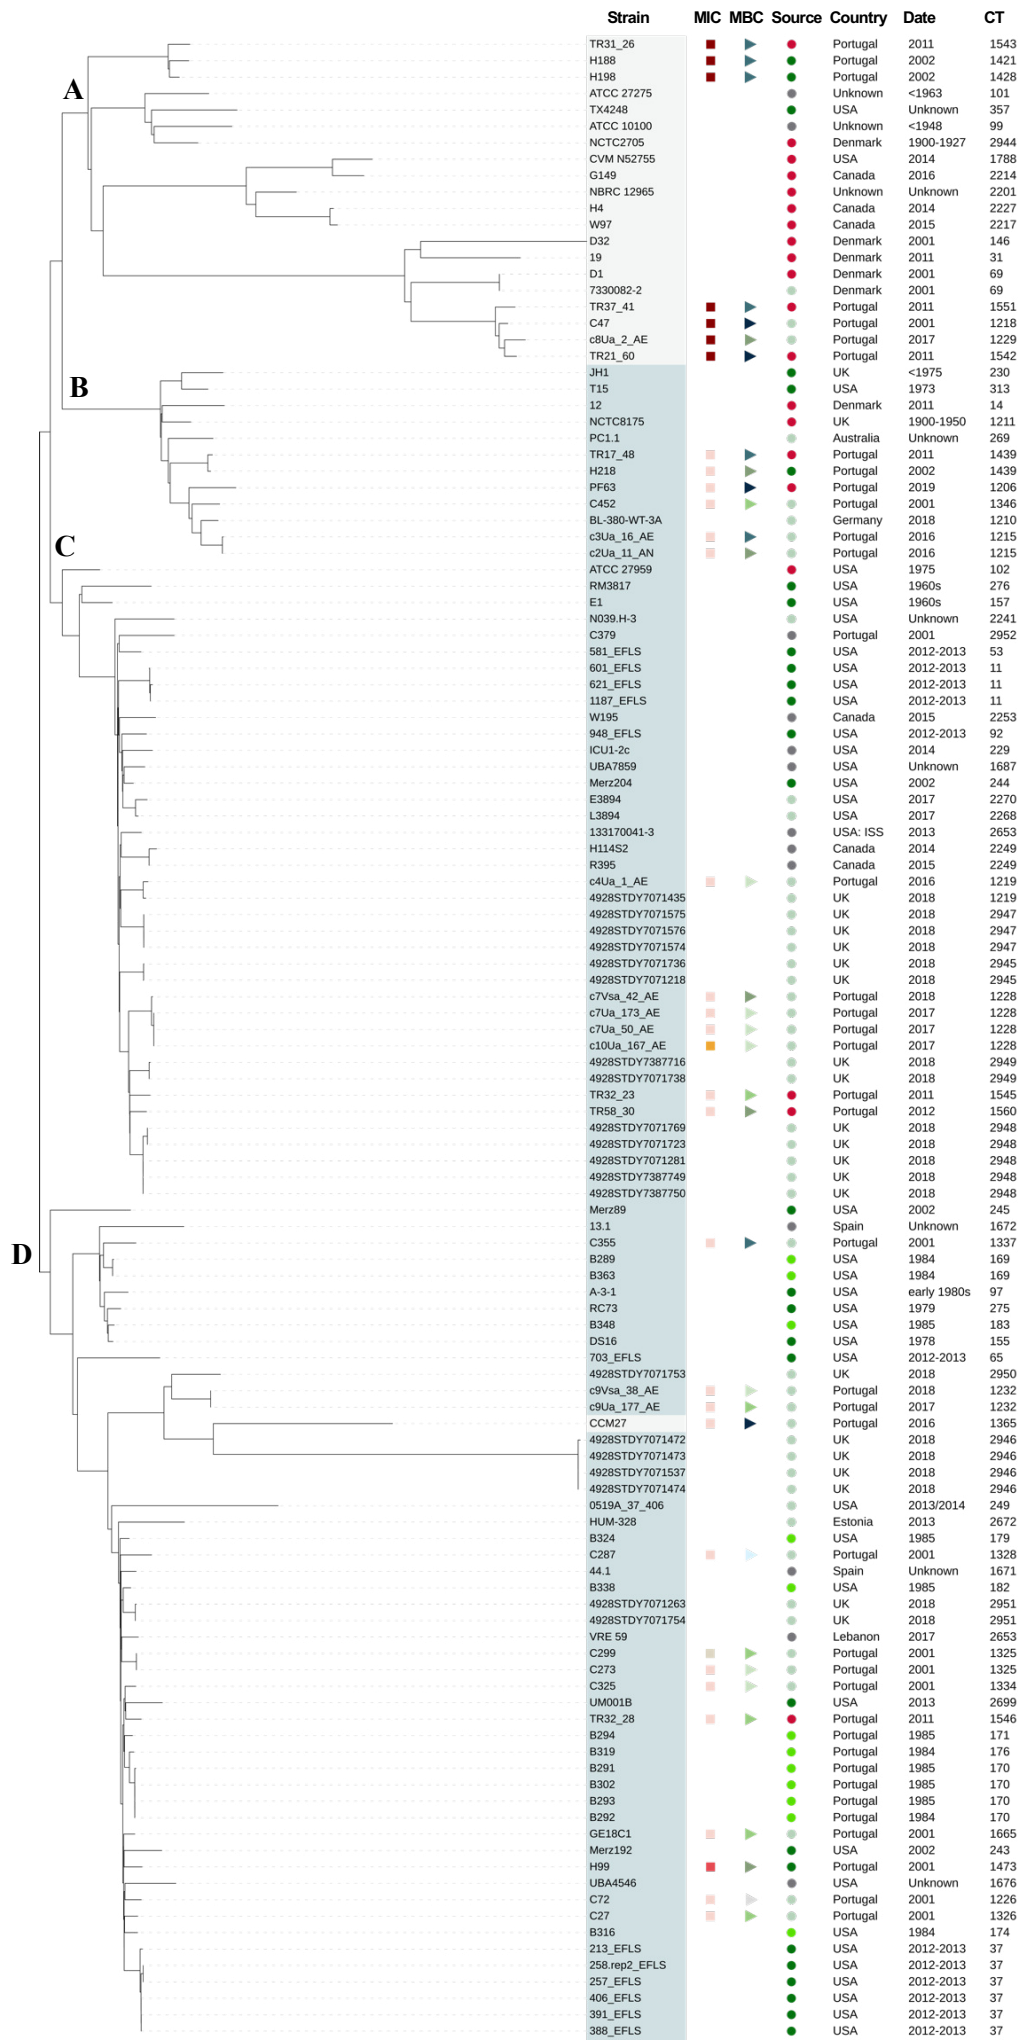 Strain MIC MBC Source Country Date CT
TR31_26 Portugal 2011 1543
H188 Portugal 2002 1421
H198 Portugal 2002 1428
A
ATCC 27275 Unknown <1963 101
TX4248 USA Unknown 357
ATCC 10100 Unknown <1948 99
NCTC2705 Denmark 1900-1927 2944
CVM N52755 USA 2014 1788
G149 Canada 2016 2214
NBRC 12965 Unknown Unknown 2201
H4 Canada 2014 2227
W97 Canada 2015 2217
D32 Denmark 2001 146
19 Denmark 2011 31
D1 Denmark 2001 69
7330082-2 Denmark 2001 69
TR37_41 Portugal 2011 1551
C47 Portugal 2001 1218
c8Ua_2_AE Portugal 2017 1229
TR21_60 Portugal 2011 1542
JH1 UK <1975 230
B
T15 USA 1973 313
12 Denmark 2011 14
NCTC8175 UK 1900-1950 1211
PC1.1 Australia Unknown 269
TR17_48 Portugal 2011 1439
H218 Portugal 2002 1439
PF63 Portugal 2019 1206
C452 Portugal 2001 1346
BL-380-WT-3A Germany 2018 1210
c3Ua_16_AE Portugal 2016 1215
C
c2Ua_11_AN Portugal 2016 1215
ATCC 27959 USA 1975 102
RM3817 USA 1960s 276
E1 USA 1960s 157
N039.H-3 USA Unknown 2241
C379 Portugal 2001 2952
581_EFLS USA 2012-2013 53
601_EFLS USA 2012-2013 11
621_EFLS USA 2012-2013 11
1187_EFLS USA 2012-2013 11
W195 Canada 2015 2253
948_EFLS USA 2012-2013 92
ICU1-2c USA 2014 229
UBA7859 USA Unknown 1687
Merz204 USA 2002 244
E3894 USA 2017 2270
L3894 USA 2017 2268
133170041-3 USA: ISS 2013 2653
H114S2 Canada 2014 2249
R395 Canada 2015 2249
c4Ua_1_AE Portugal 2016 1219
4928STDY7071435 UK 2018 1219
4928STDY7071575 UK 2018 2947
4928STDY7071576 UK 2018 2947
4928STDY7071574 UK 2018 2947
4928STDY7071736 UK 2018 2945
4928STDY7071218 UK 2018 2945
c7Vsa_42_AE Portugal 2018 1228
c7Ua_173_AE Portugal 2017 1228
c7Ua_50_AE Portugal 2017 1228
c10Ua_167_AE Portugal 2017 1228
4928STDY7387716 UK 2018 2949
4928STDY7071738 UK 2018 2949
TR32_23 Portugal 2011 1545
TR58_30 Portugal 2012 1560
4928STDY7071769 UK 2018 2948
4928STDY7071723 UK 2018 2948
4928STDY7071281 UK 2018 2948
4928STDY7387749 UK 2018 2948
4928STDY7387750 UK 2018 2948
Merz89 USA 2002 245
13.1 Spain Unknown 1672
C355 Portugal 2001 1337
D
B289 USA 1984 169
B363 USA 1984 169
A-3-1 USA early 1980s 97
RC73 USA 1979 275
B348 USA 1985 183
DS16 USA 1978 155
703_EFLS USA 2012-2013 65
4928STDY7071753 UK 2018 2950
c9Vsa_38_AE Portugal 2018 1232
c9Ua_177_AE Portugal 2017 1232
CCM27 Portugal 2016 1365
4928STDY7071472 UK 2018 2946
4928STDY7071473 UK 2018 2946
4928STDY7071537 UK 2018 2946
4928STDY7071474 UK 2018 2946
0519A_37_406 USA 2013/2014 249
HUM-328 Estonia 2013 2672
B324 USA 1985 179
C287 Portugal 2001 1328
44.1 Spain Unknown 1671
B338 USA 1985 182
4928STDY7071263 UK 2018 2951
4928STDY7071754 UK 2018 2951
VRE 59 Lebanon 2017 2653
C299 Portugal 2001 1325
C273 Portugal 2001 1325
C325 Portugal 2001 1334
UM001B USA 2013 2699
TR32_28 Portugal 2011 1546
B294 Portugal 1985 171
B319 Portugal 1984 176
B291 Portugal 1985 170
B302 Portugal 1985 170
B293 Portugal 1985 170
B292 Portugal 1984 170
GE18C1 Portugal 2001 1665
Merz192 USA 2002 243
H99 Portugal 2001 1473
UBA4546 USA Unknown 1676
C72 Portugal 2001 1226
C27 Portugal 2001 1326
B316 USA 1984 174
213_EFLS USA 2012-2013 37
258.rep2_EFLS USA 2012-2013 37
257_EFLS USA 2012-2013 37
406_EFLS USA 2012-2013 37
391_EFLS USA 2012-2013 37
388_EFLS USA 2012-2013 37